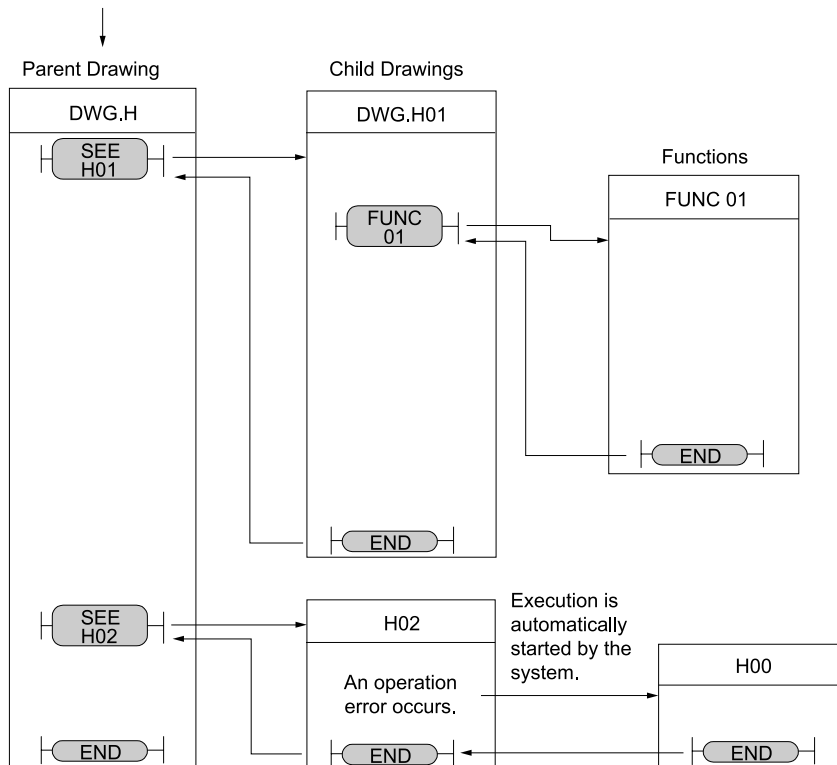 Parent Drawing
DWG.H
SEE
H01
SEE
H02
END
Child Drawings
DWG.H01
FUNC
01
END
Functions
FUNC 01
END
H02
An operation
error occurs.
END
Execution is
automatically
started by the
system.
H00
END